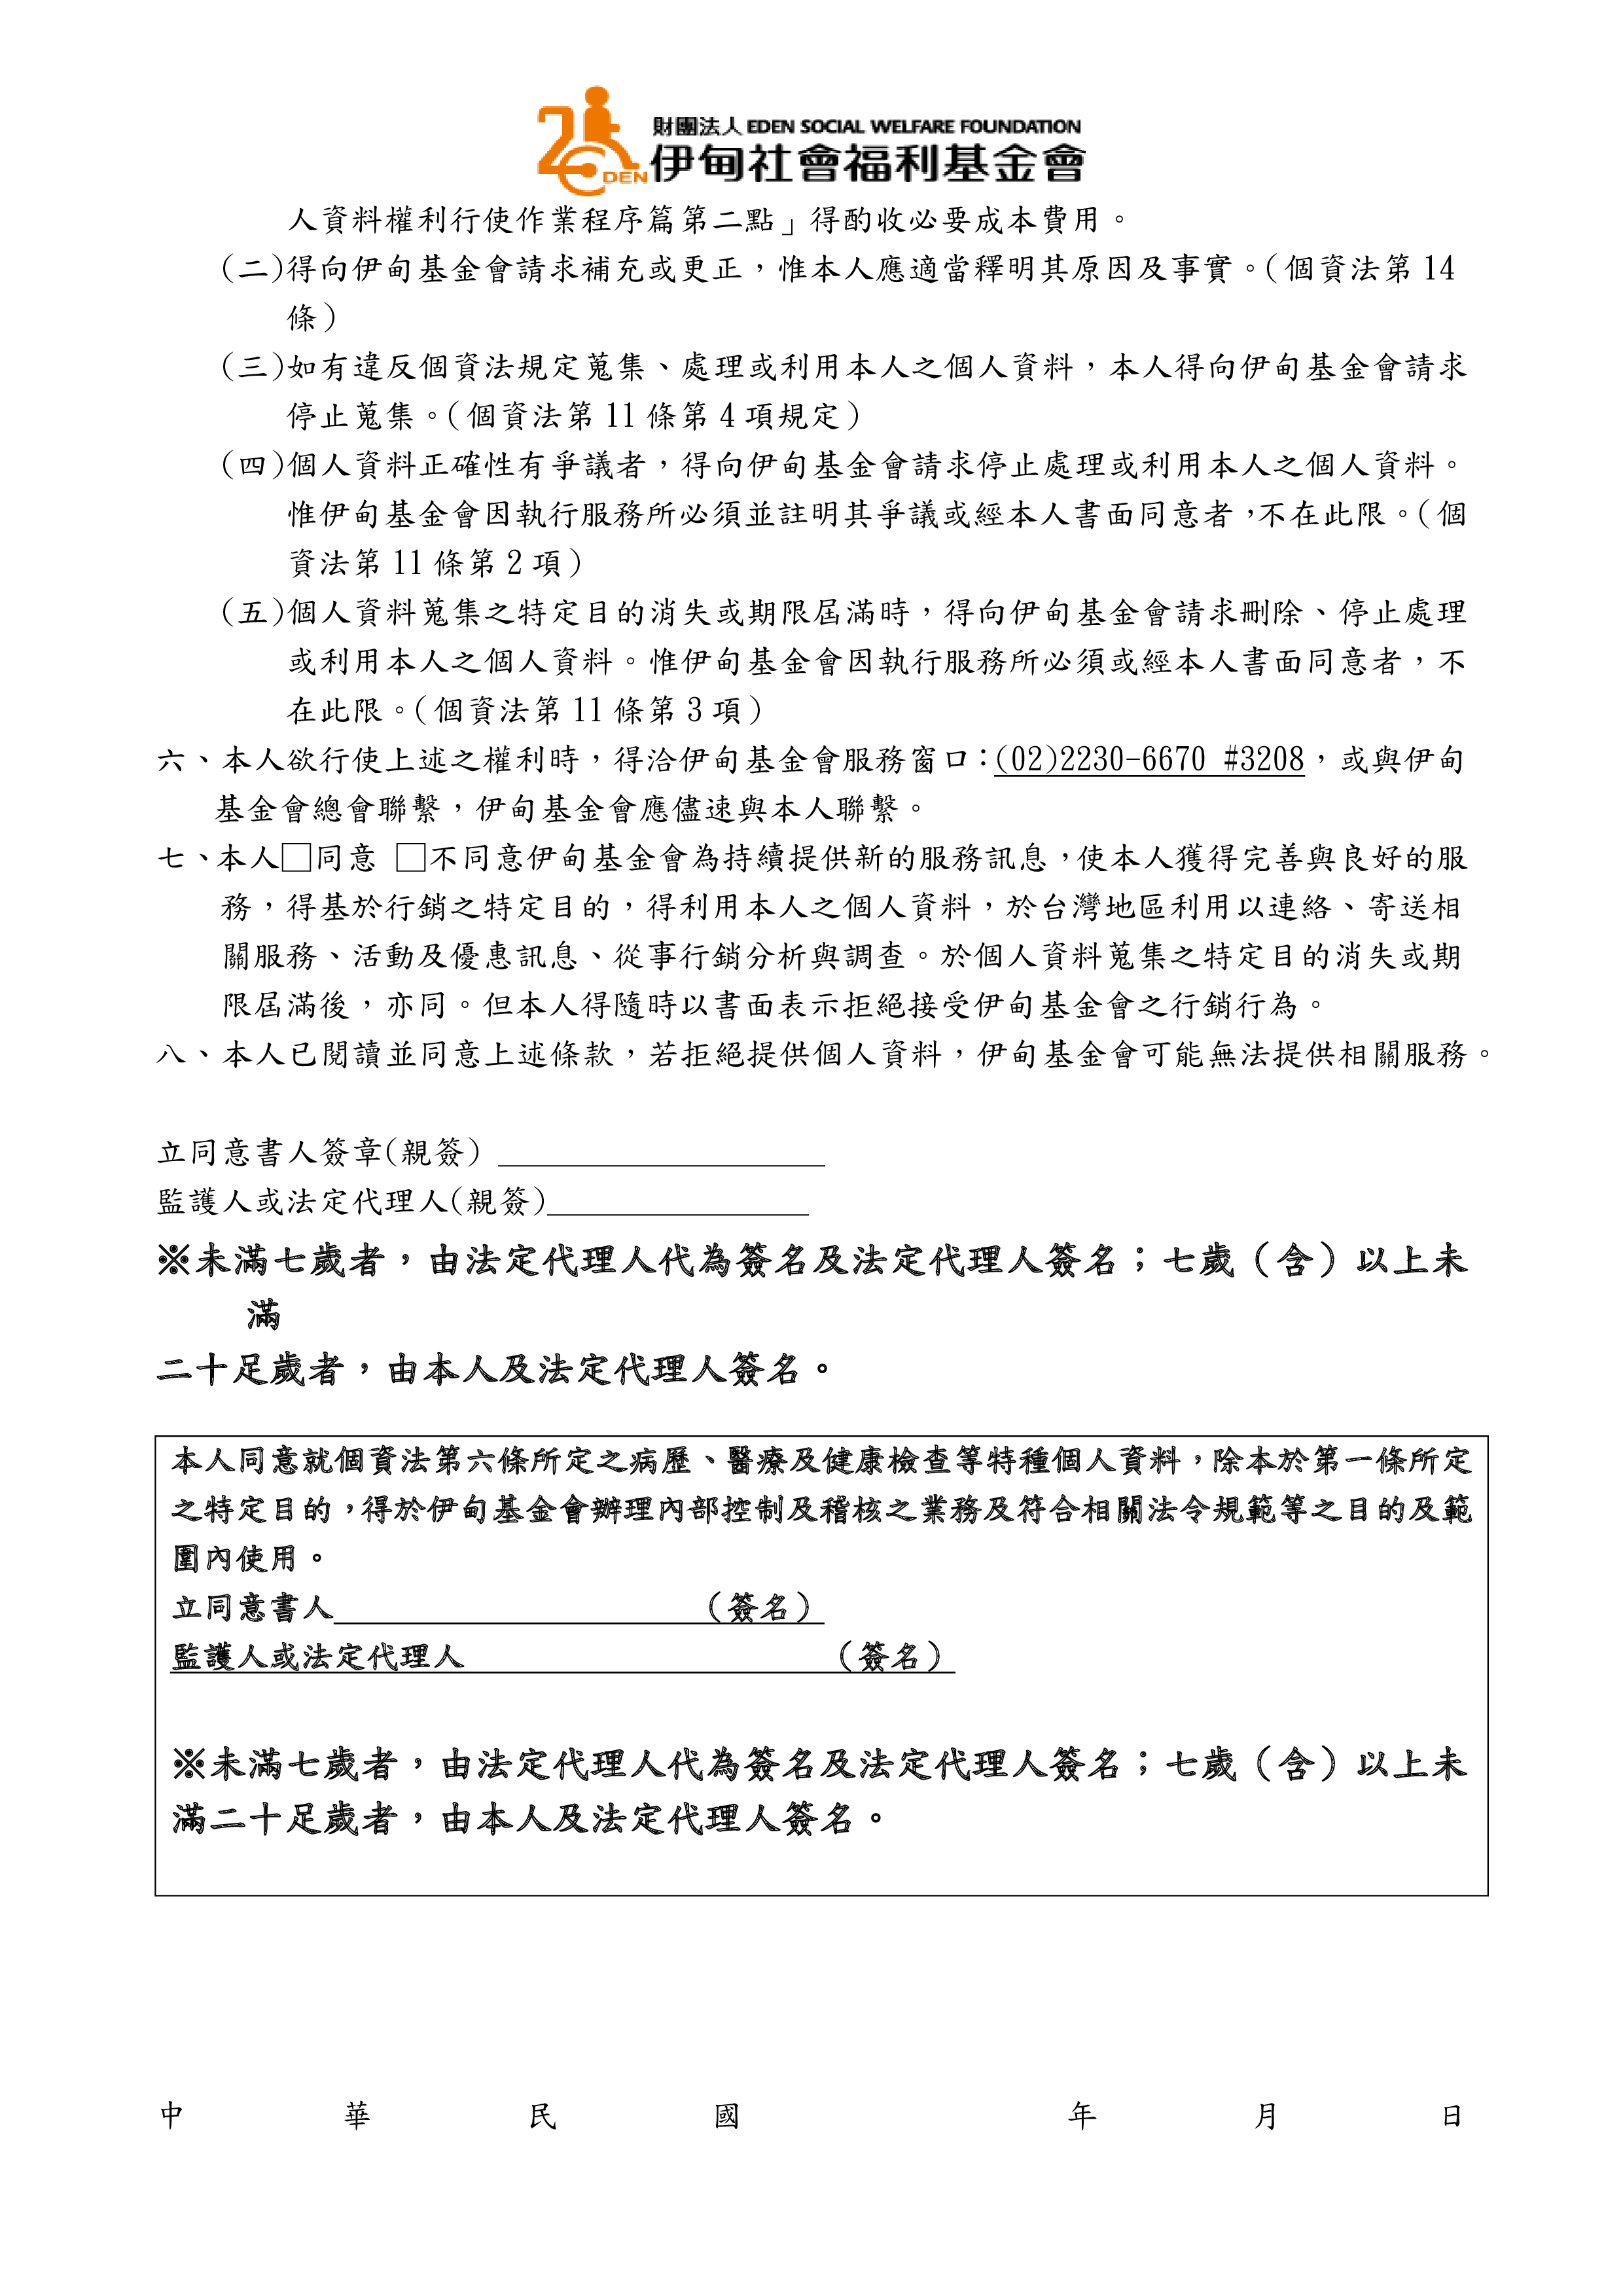 財團法人 EDEN SOCIAL WELFARE FOUNDATION
DEN 伊甸社會福利基金會
人資料權利行使作業程序篇第二點」得酌收必要成本費用。
(二)得向伊甸基金會請求補充或更正，惟本人應適當釋明其原因及事實。(個資法第 14
條)
(三)如有違反個資法規定蒐集、處理或利用本人之個人資料，本人得向伊甸基金會請求
停止蒐集。(個資法第 11 條第 4 項規定)
(四)個人資料正確性有爭議者，得向伊甸基金會請求停止處理或利用本人之個人資料。
惟伊甸基金會因執行服務所必須並註明其爭議或經本人書面同意者，不在此限。(個
資法第 11 條第 2 項)
(五)個人資料蒐集之特定目的消失或期限屆滿時，得向伊甸基金會請求刪除、停止處理
或利用本人之個人資料。惟伊甸基金會因執行服務所必須或經本人書面同意者，不
在此限。(個資法第 11 條第 3 項)
六、本人欲行使上述之權利時，得洽伊甸基金會服務窗口：(02)2230-6670 #3208，或與伊甸
基金會總會聯繫，伊甸基金會應儘速與本人聯繫。
七、本人□同意 □不同意伊甸基金會為持續提供新的服務訊息，使本人獲得完善與良好的服
務，得基於行銷之特定目的，得利用本人之個人資料，於台灣地區利用以連絡、寄送相
關服務、活動及優惠訊息、從事行銷分析與調查。於個人資料蒐集之特定目的消失或期
限屆滿後，亦同。但本人得隨時以書面表示拒絕接受伊甸基金會之行銷行為。
八、本人已閱讀並同意上述條款，若拒絕提供個人資料，伊甸基金會可能無法提供相關服務。
立同意書人簽章(親簽) ____________________
監護人或法定代理人(親簽)________________
※未滿七歲者，由法定代理人代為簽名及法定代理人簽名；七歲（含）以上未
滿
二十足歲者，由本人及法定代理人簽名。
本人同意就個資法第六條所定之病歷、醫療及健康檢查等特種個人資料，除本於第一條所定
之特定目的，得於伊甸基金會辦理內部控制及稽核之業務及符合相關法令規範等之目的及範
圍內使用。
立同意書人______________________（簽名）
監護人或法定代理人______________________（簽名）
※未滿七歲者，由法定代理人代為簽名及法定代理人簽名；七歲（含）以上未
滿二十足歲者，由本人及法定代理人簽名。
中 華 民 國 年 月 日